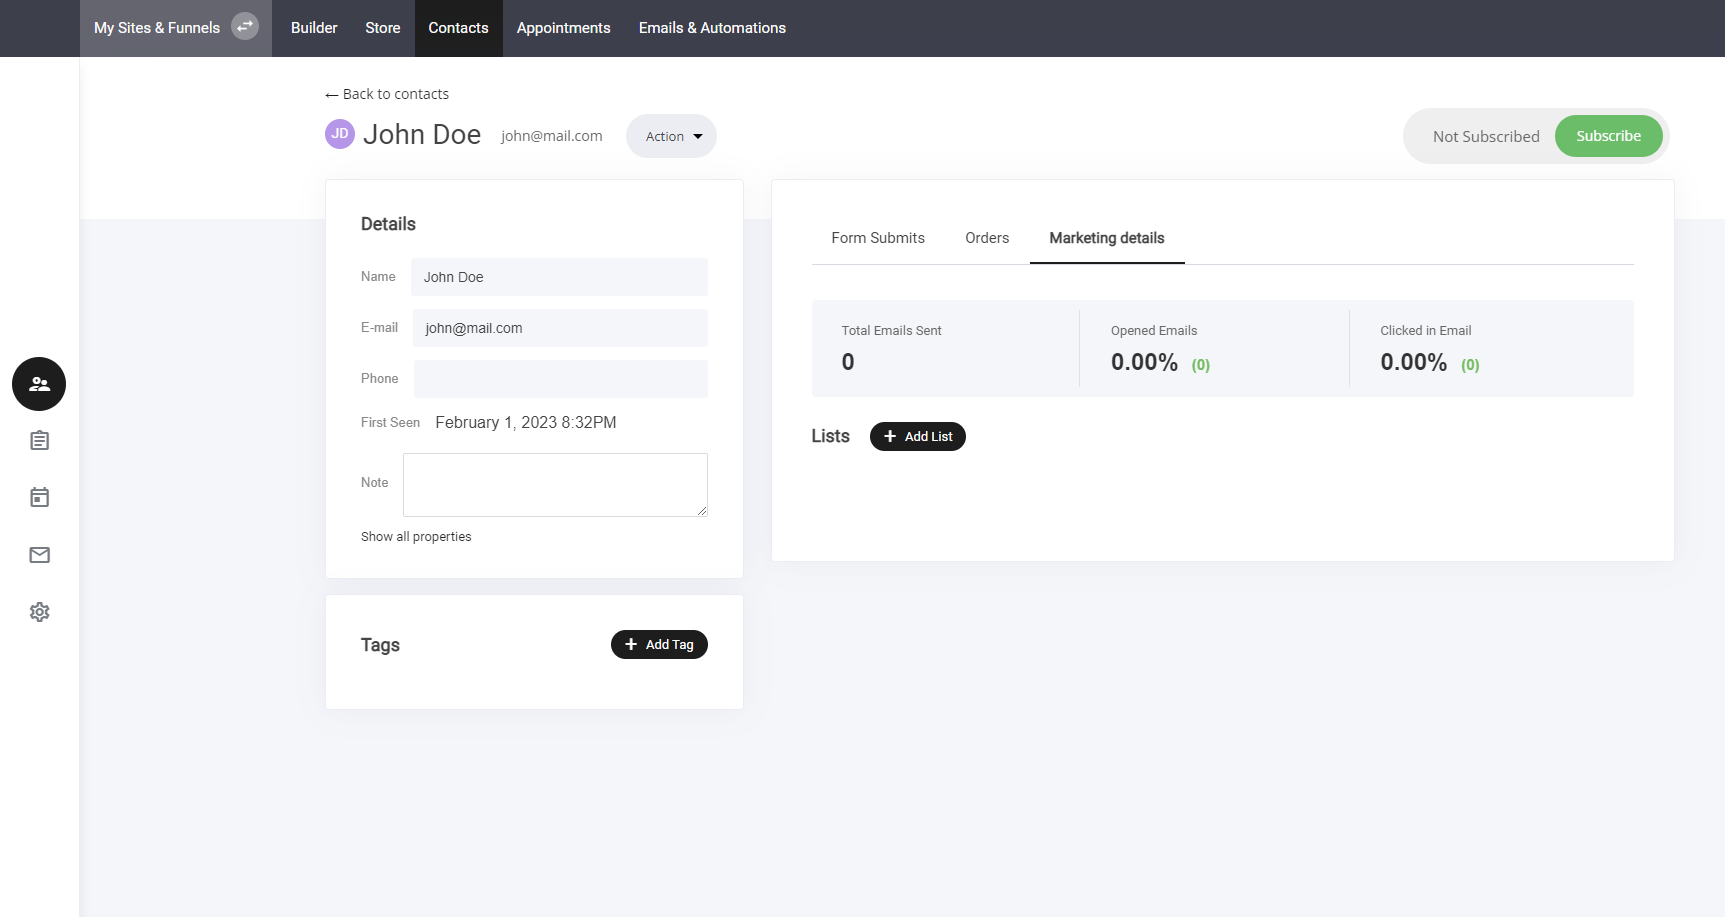 My Sites & Funnels
Builder
Store
Contacts
Appointments
Emails & Automations
← Back to contacts
JD
John Doe
john@mail.com
Action
Not Subscribed
Subscribe
Details
Name
John Doe
E-mail
john@mail.com
Phone
First Seen
February 1, 2023 8:32PM
Note
Show all properties
Tags
+ Add Tag
Form Submits
Orders
Marketing details
Total Emails Sent
0
Opened Emails
0.00% (0)
Clicked in Email
0.00% (0)
Lists
+ Add List